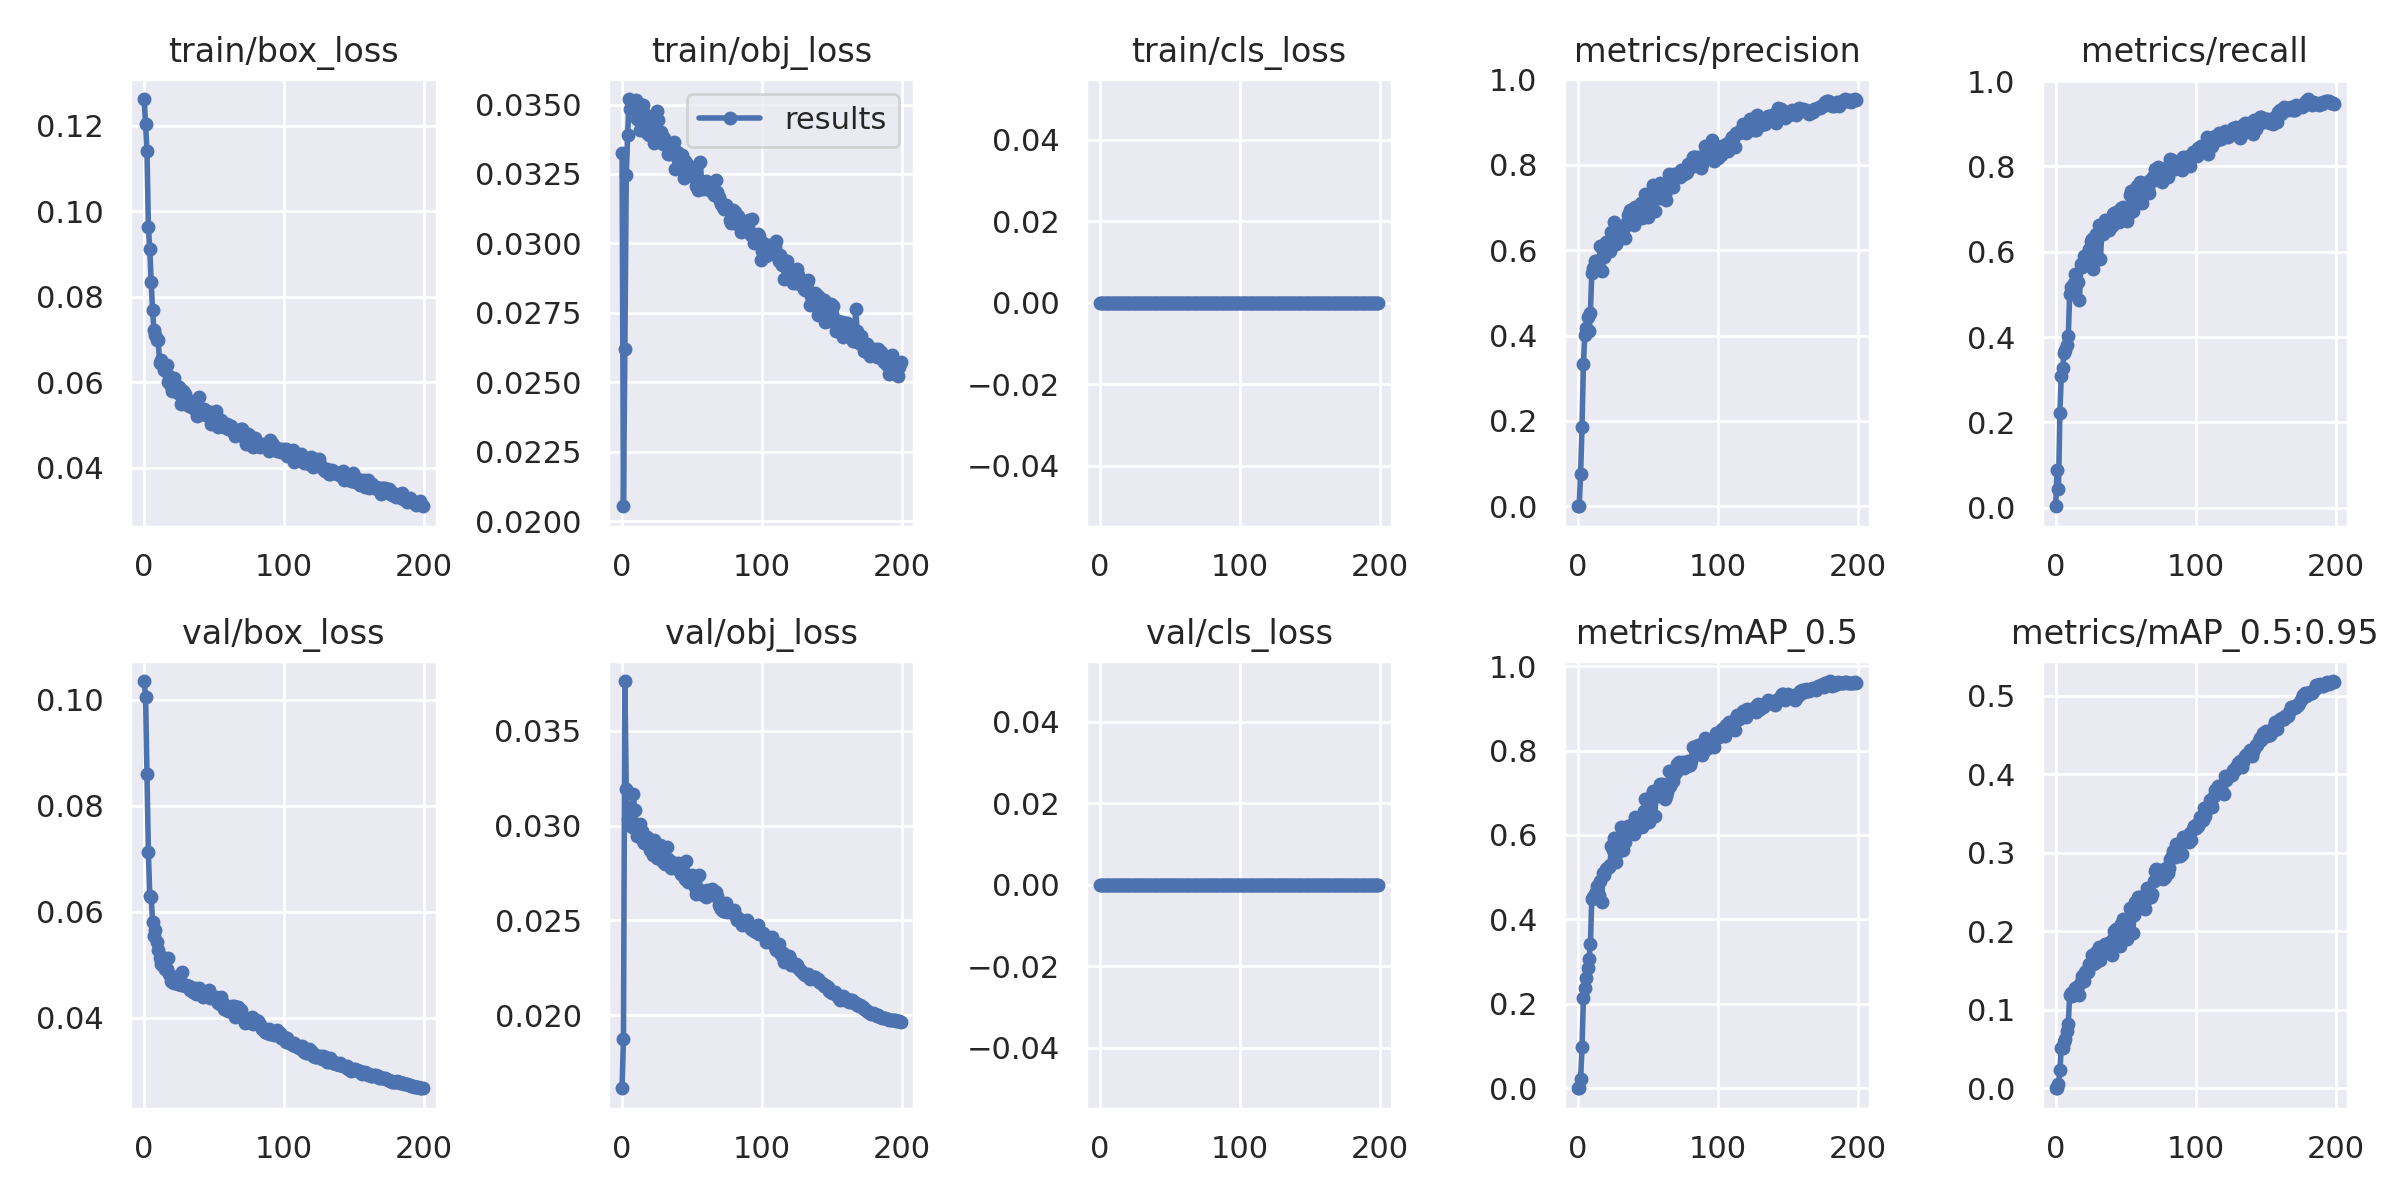 train/box_loss
0.12
0.10
0.08
0.06
0.04
0 100 200
train/obj_loss
results
0.0350
0.0325
0.0300
0.0275
0.0250
0.0225
0.0200
0 100 200
train/cls_loss
0.04
0.02
0.00
−0.02
−0.04
0 100 200
metrics/precision
1.0
0.8
0.6
0.4
0.2
0.0
0 100 200
metrics/recall
1.0
0.8
0.6
0.4
0.2
0.0
0 100 200
val/box_loss
0.10
0.08
0.06
0.04
0 100 200
val/obj_loss
0.035
0.030
0.025
0.020
0 100 200
val/cls_loss
0.04
0.02
0.00
−0.02
−0.04
0 100 200
metrics/mAP_0.5
1.0
0.8
0.6
0.4
0.2
0.0
0 100 200
metrics/mAP_0.5:0.95
0.5
0.4
0.3
0.2
0.1
0.0
0 100 200